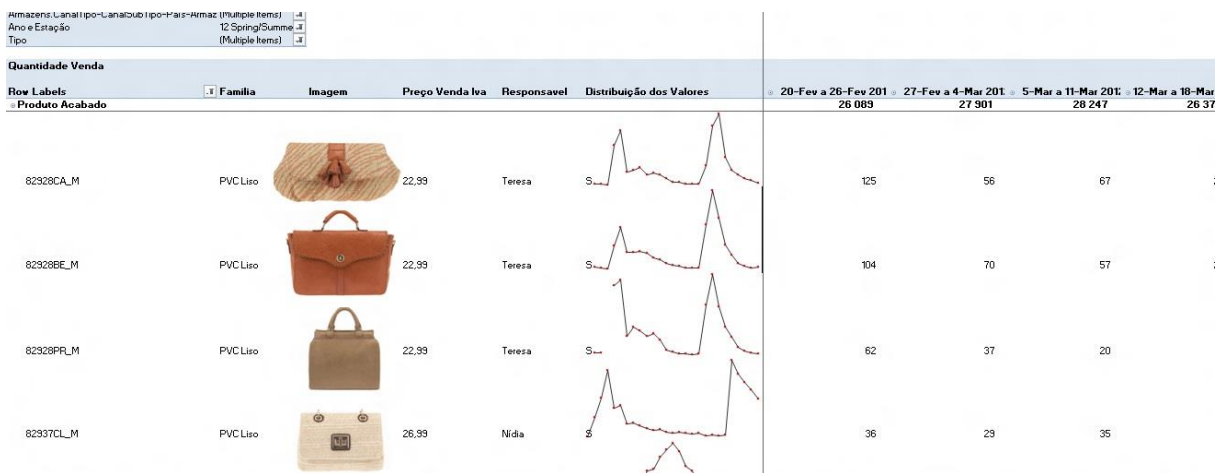 Armazens.CanalTipo-CanalSubTipo-Pais-Armaz (Multiple Items)
Ano e Estação 12 Spring/Summe
Tipo (Multiple Items)
Quantidade Venda
Row Labels Familia Imagem Preço Venda Iva Responsavel Distribuição dos Valores 20-Fev a 26-Fev 201 27-Fev a 4-Mar 201 5-Mar a 11-Mar 201 12-Mar a 18-Mar
Produto Acabado 26 089 27 901 28 247 26 37
82928CA_M PVC Liso 22,99 Teresa S 125 56 67
82928BE_M PVC Liso 22,99 Teresa S 104 70 57
82928PR_M PVC Liso 22,99 Teresa S 62 37 20
82937CL_M PVC Liso 26,99 Nídia S 36 29 35